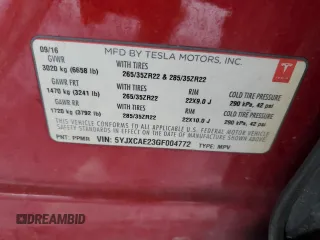 MFD BY TESLA MOTORS, INC.
09/16
GVWR
3020 kg (6658 lb)
WITH TIRES
265/35ZR22 & 285/35ZR22
GAWR FRT
1470 kg (3241 lb)
WITH TIRES
265/35ZR22
RIM
22X9.0 J
COLD TIRE PRESSURE
290 kPa, 42 psi
GAWR RR
1720 kg (3792 lb)
WITH TIRES
285/35ZR22
RIM
22X10.0 J
COLD TIRE PRESSURE
290 kPa, 42 psi
THIS VEHICLE CONFORMS TO ALL APPLICABLE U.S. FEDERAL MOTOR VEHICLE
SAFETY STANDARDS IN EFFECT ON THE DATE OF MANUFACTURE SHOWN ABOVE.
PNT PPMR VIN: 5YJXCAE23GF004772 TYPE: MPV
DREAMBID
TESLA